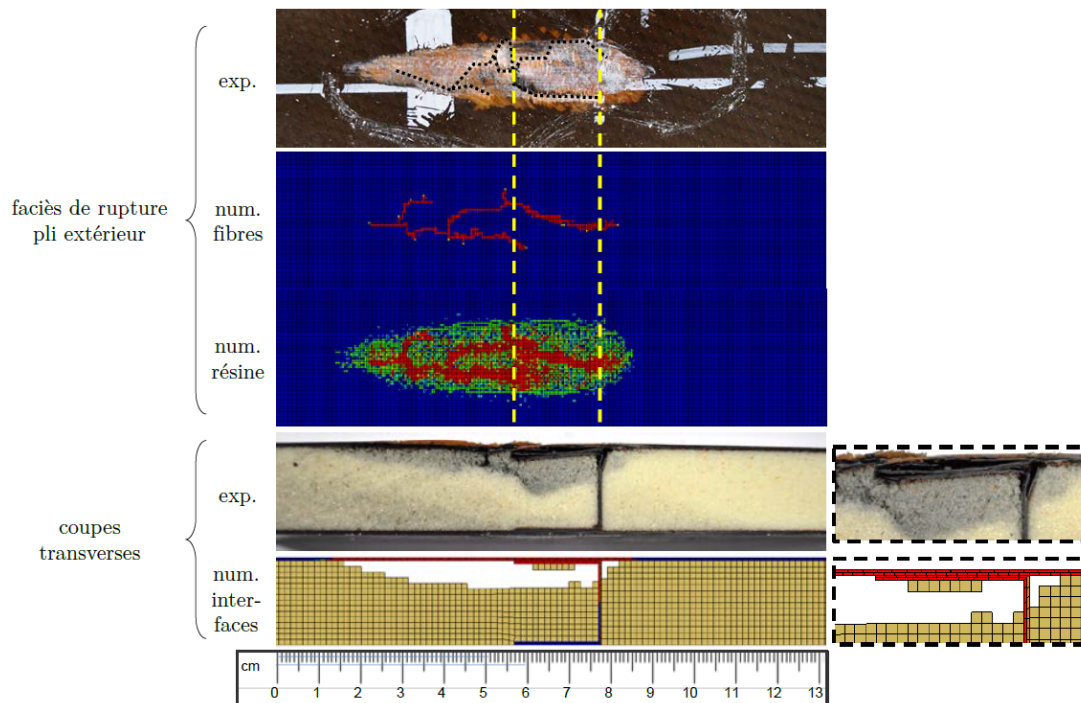 exp.
faciès de rupture
pli extérieur
num.
fibres
num.
résine
exp.
coupes
transverses
num.
inter-
faces
cm
0 1 2 3 4 5 6 7 8 9 10 11 12 13